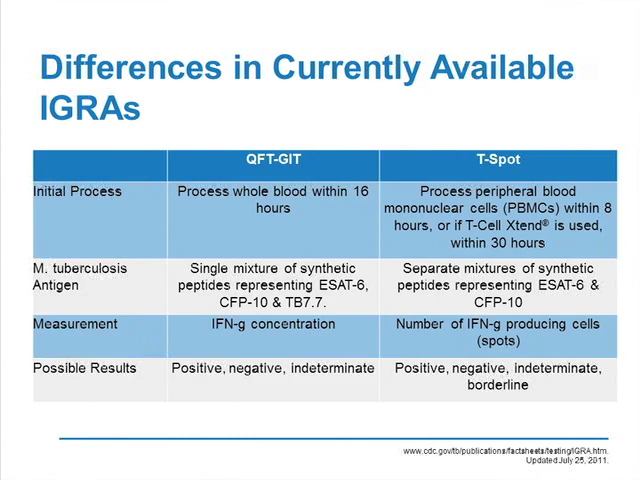 Differences in Currently Available
IGRAs
QFT-GIT
T-Spot
Initial Process
Process whole blood within 16
hours
Process peripheral blood
mononuclear cells (PBMCs) within 8
hours, or if T-Cell Xtend® is used,
within 30 hours
M. tuberculosis
Antigen
Single mixture of synthetic
peptides representing ESAT-6,
CFP-10 & TB7.7.
Separate mixtures of synthetic
peptides representing ESAT-6 &
CFP-10
Measurement
IFN-g concentration
Number of IFN-g producing cells
(spots)
Possible Results
Positive, negative, indeterminate
Positive, negative, indeterminate,
borderline
www.cdc.gov/tb/publications/factsheets/testing/IGRA.htm.
Updated July 25, 2011.